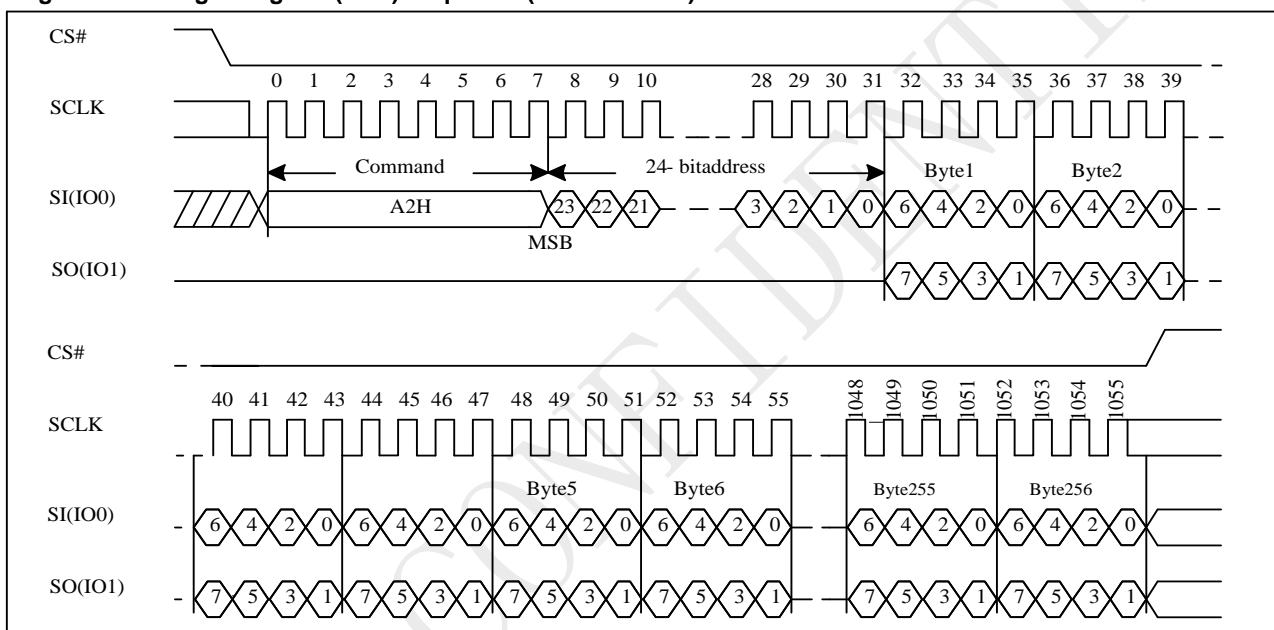 CS#
0 1 2 3 4 5 6 7 8 9 10 28 29 30 31 32 33 34 35 36 37 38 39
SCLK
Command 24- bitaddress Byte1 Byte2
SI(IO0) A2H 23 22 21 3 2 1 0 6 4 2 0 6 4 2 0
MSB
SO(IO1) 7 5 3 1 7 5 3 1
CS#
40 41 42 43 44 45 46 47 48 49 50 51 52 53 54 55 1048 1049 1050 1051 1052 1053 1054 1055
SCLK
Byte5 Byte6 Byte255 Byte256
SI(IO0) 6 4 2 0 6 4 2 0 6 4 2 0 6 4 2 0 6 4 2 0 6 4 2 0
SO(IO1) 7 5 3 1 7 5 3 1 7 5 3 1 7 5 3 1 7 5 3 1 7 5 3 1
CONFIDENTI